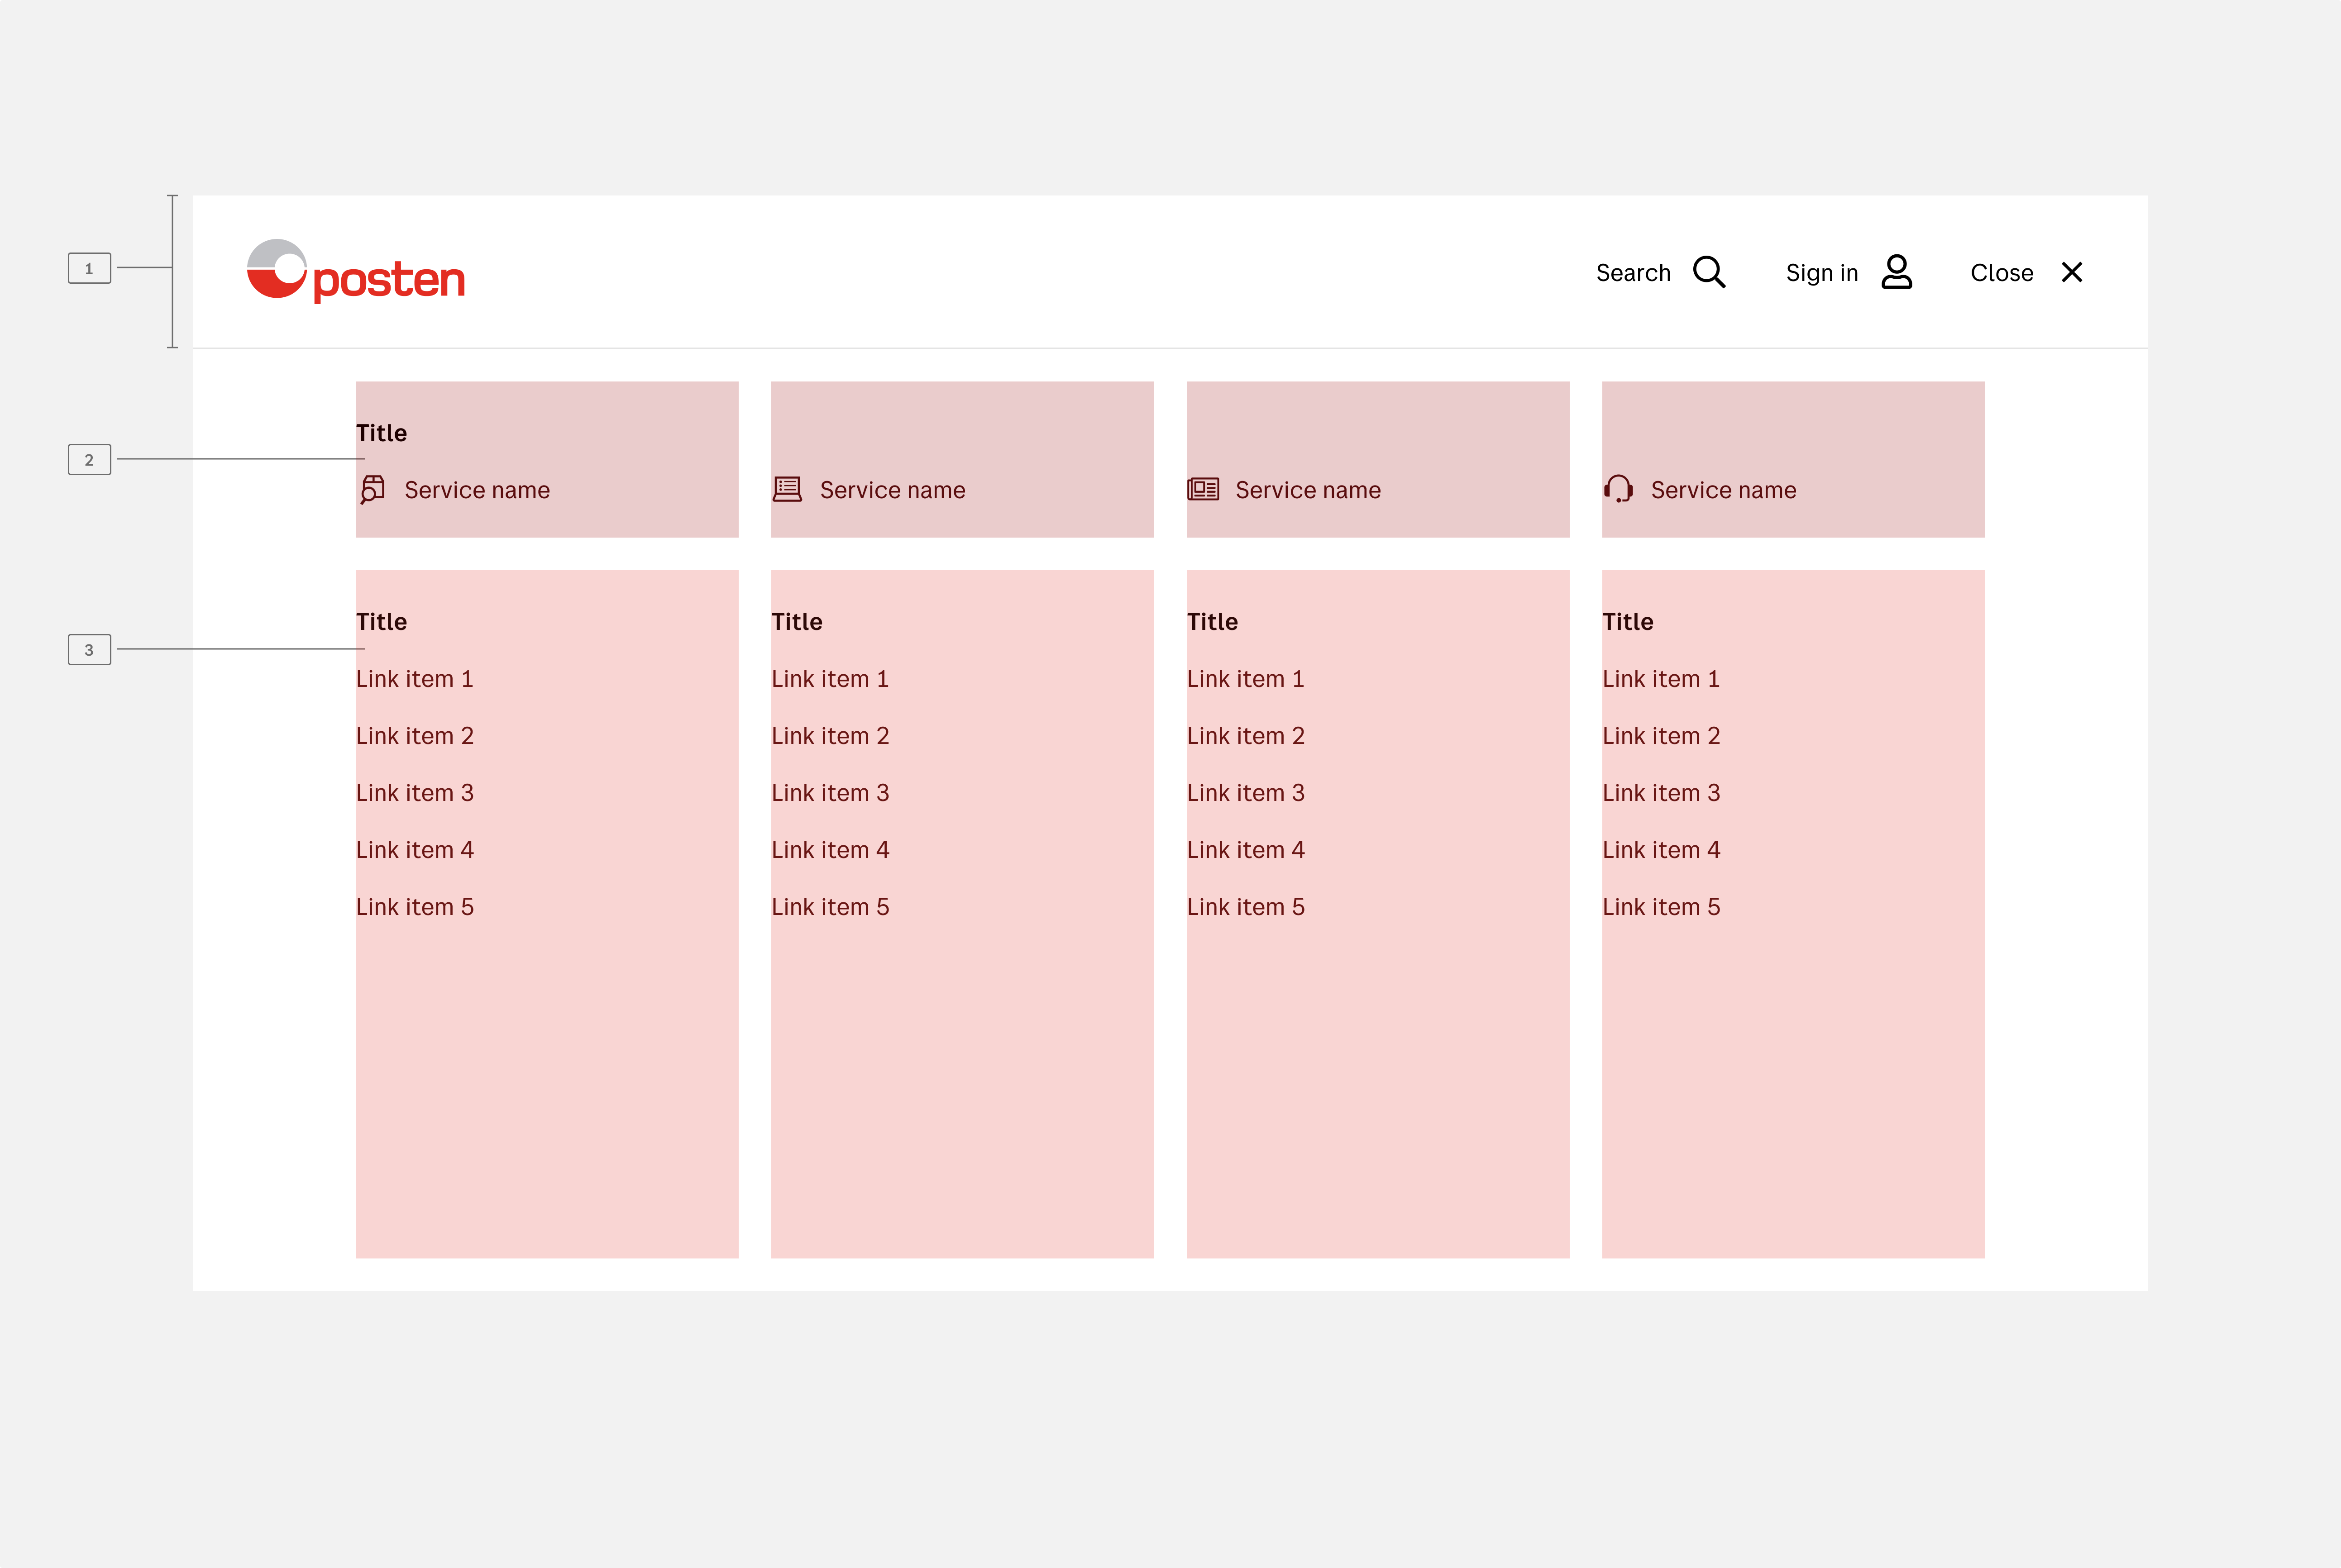 1
posten
Search Sign in Close
2
Title
Service name Service name Service name Service name
3
Title Title Title Title
Link item 1 Link item 1 Link item 1 Link item 1
Link item 2 Link item 2 Link item 2 Link item 2
Link item 3 Link item 3 Link item 3 Link item 3
Link item 4 Link item 4 Link item 4 Link item 4
Link item 5 Link item 5 Link item 5 Link item 5